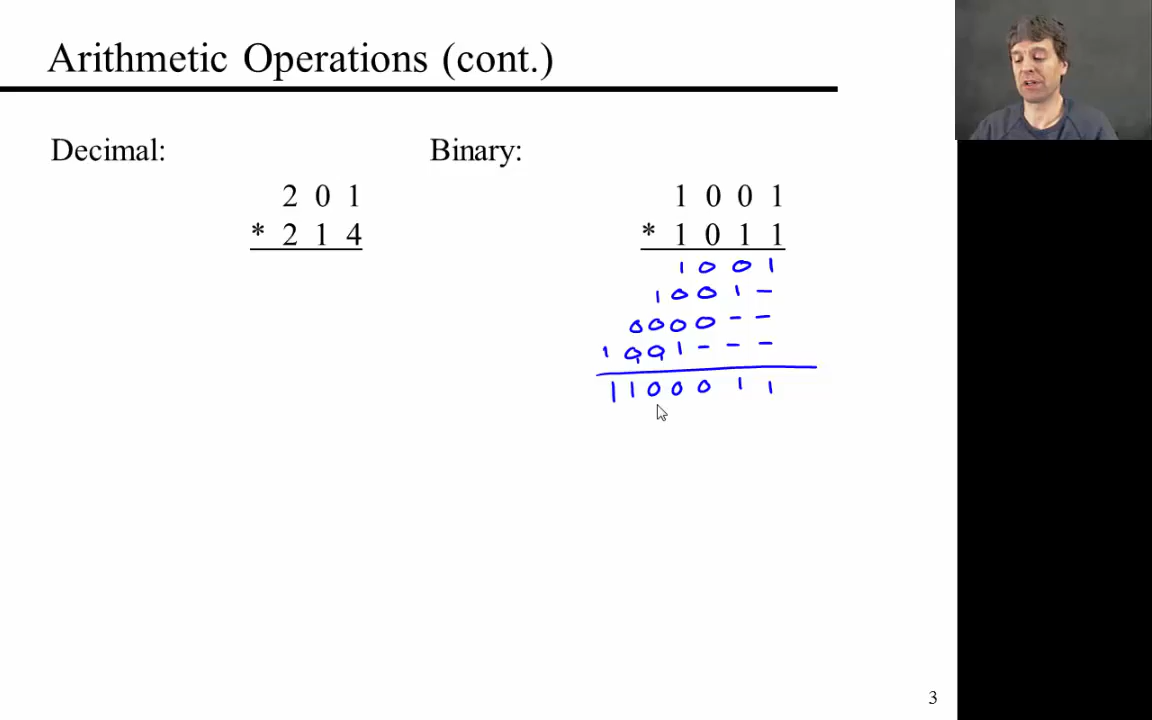 Arithmetic Operations (cont.)
Decimal:
2 0 1
* 2 1 4
Binary:
1 0 0 1
* 1 0 1 1
1 0 0 1
1 0 0 1 -
0 0 0 0 - -
1 0 0 1 - - -
1 1 0 0 0 1 1
3